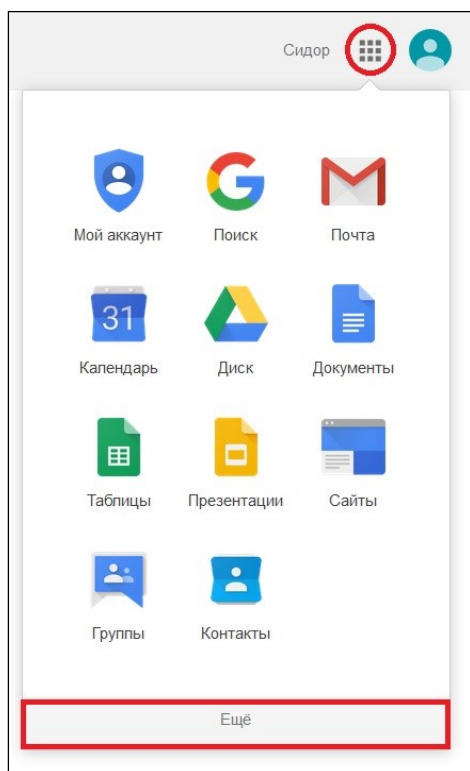 Сидор
Мой аккаунт Поиск Почта
31
Календарь Диск Документы
Таблицы Презентации Сайты
Группы Контакты
Ещё